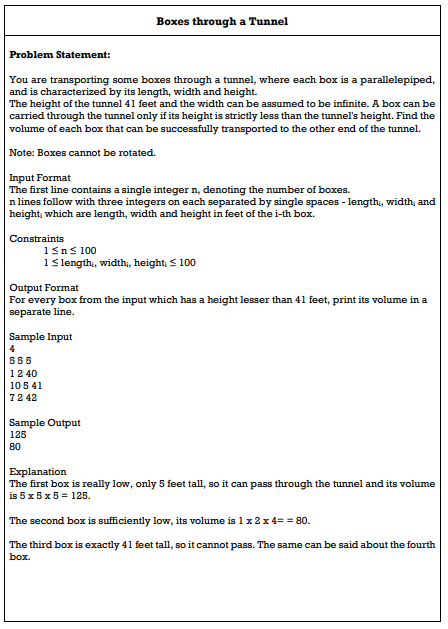 Boxes through a Tunnel
Problem Statement:
You are transporting some boxes through a tunnel, where each box is a parallelepiped,
and is characterized by its length, width and height.
The height of the tunnel 41 feet and the width can be assumed to be infinite. A box can be
carried through the tunnel only if its height is strictly less than the tunnel's height. Find the
volume of each box that can be successfully transported to the other end of the tunnel.
Note: Boxes cannot be rotated.
Input Format
The first line contains a single integer n, denoting the number of boxes.
n lines follow with three integers on each separated by single spaces - lengthᵢ, widthᵢ and
heightᵢ which are length, width and height in feet of the i-th box.
Constraints
1 ≤ n ≤ 100
1 ≤ lengthᵢ, widthᵢ, heightᵢ ≤ 100
Output Format
For every box from the input which has a height lesser than 41 feet, print its volume in a
separate line.
Sample Input
4
5 5 5
1 2 40
10 5 41
7 2 42
Sample Output
125
80
Explanation
The first box is really low, only 5 feet tall, so it can pass through the tunnel and its volume
is 5 x 5 x 5 = 125.
The second box is sufficiently low, its volume is 1 x 2 x 4= = 80.
The third box is exactly 41 feet tall, so it cannot pass. The same can be said about the fourth
box.